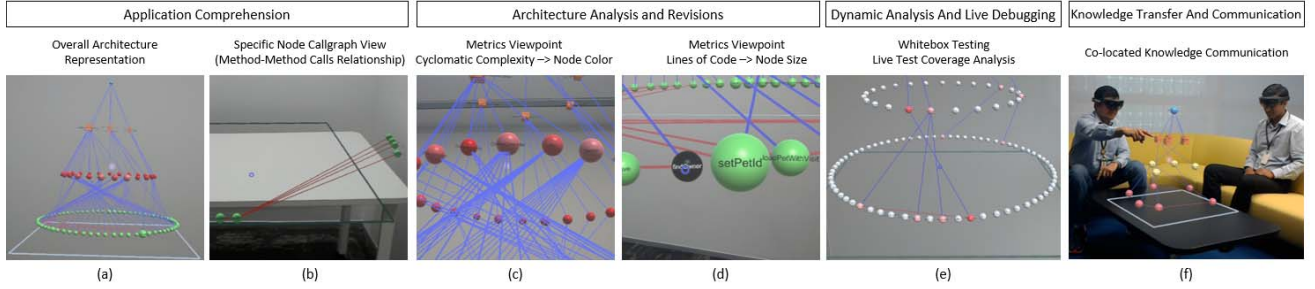 Application Comprehension
Architecture Analysis and Revisions
Dynamic Analysis And Live Debugging
Knowledge Transfer And Communication
Overall Architecture
Representation
Specific Node Callgraph View
(Method-Method Calls Relationship)
Metrics Viewpoint
Cyclomatic Complexity –> Node Color
Metrics Viewpoint
Lines of Code –> Node Size
Whitebox Testing
Live Test Coverage Analysis
Co-located Knowledge Communication
setPetId
(a)
(b)
(c)
(d)
(e)
(f)